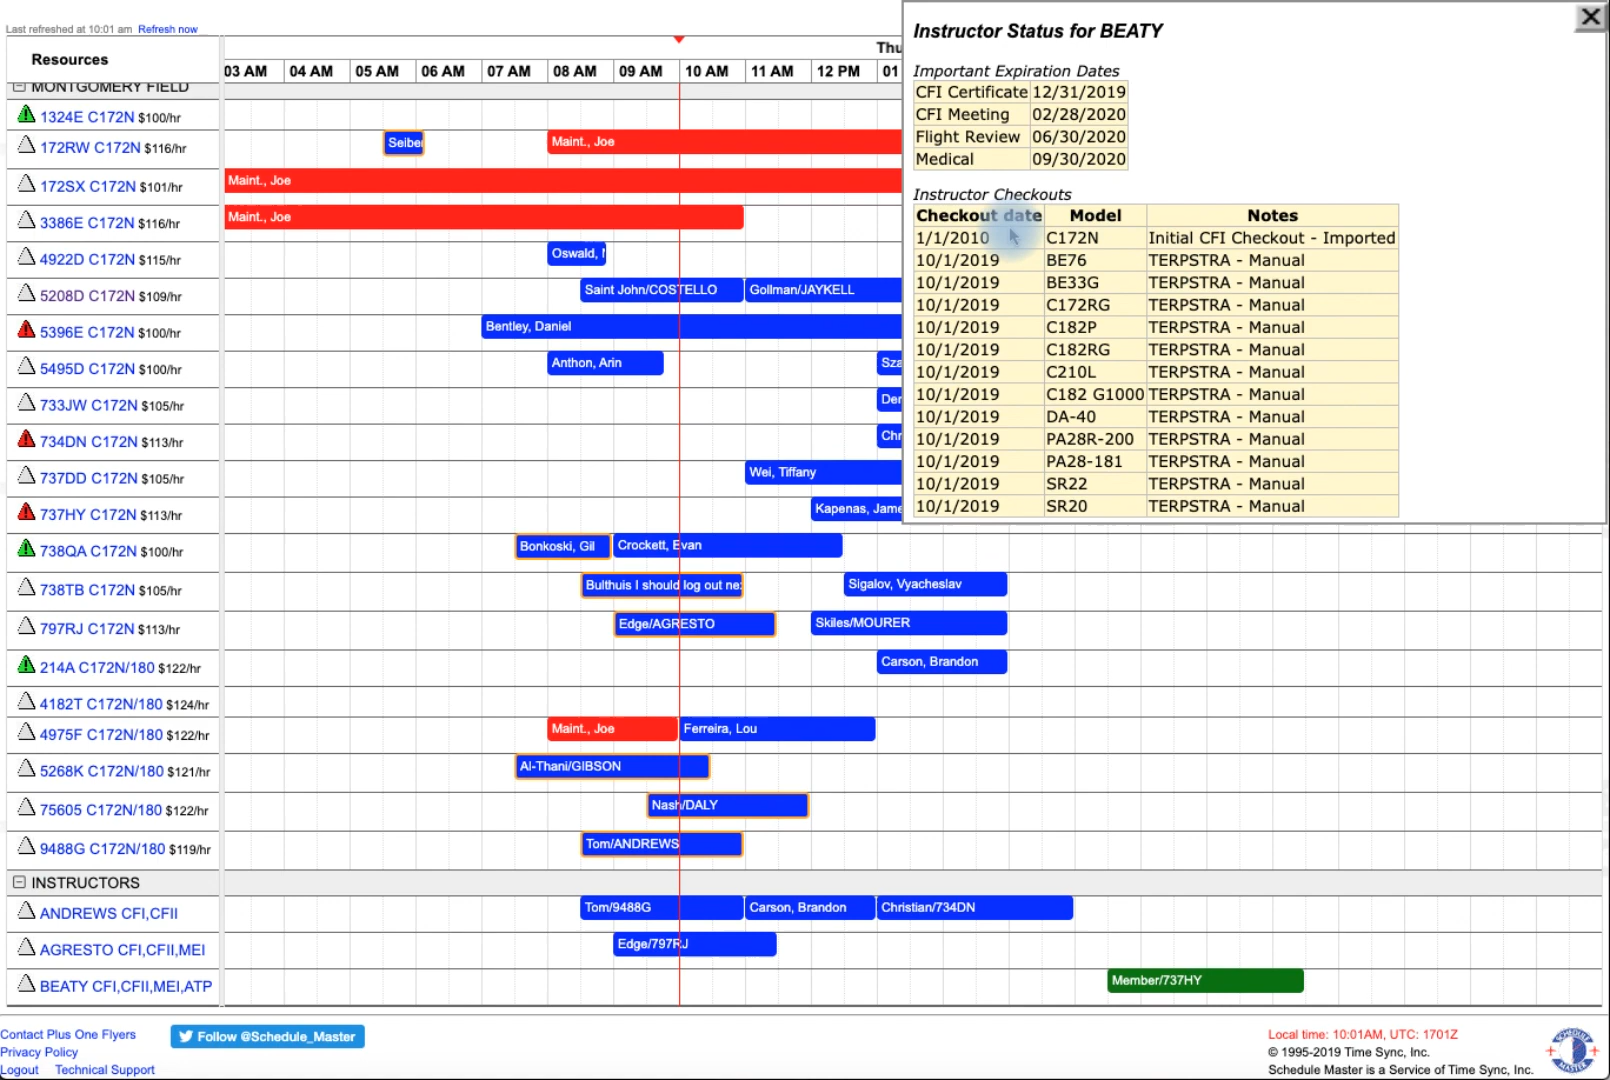 Last refreshed at 10:01 am Refresh now
Thu
Resources
03 AM 04 AM 05 AM 06 AM 07 AM 08 AM 09 AM 10 AM 11 AM 12 PM 01
MONTGOMERY FIELD
1324E C172N $100/hr
172RW C172N $116/hr Seibe Maint., Joe
172SX C172N $101/hr Maint., Joe
3386E C172N $116/hr Maint., Joe
4922D C172N $115/hr Oswald,
5208D C172N $109/hr Saint John/COSTELLO Gollman/JAYKELL
5396E C172N $100/hr Bentley, Daniel
5495D C172N $100/hr Anthon, Arin Sza
733JW C172N $105/hr Der
734DN C172N $113/hr Chr
737DD C172N $105/hr Wei, Tiffany
737HY C172N $113/hr Kapenas, Jame
738QA C172N $100/hr Bonkoski, Gil Crockett, Evan
738TB C172N $105/hr Bulthuis I should log out ne Sigalov, Vyacheslav
797RJ C172N $113/hr Edge/AGRESTO Skiles/MOURER
214A C172N/180 $122/hr Carson, Brandon
4182T C172N/180 $124/hr
4975F C172N/180 $122/hr Maint., Joe Ferreira, Lou
5268K C172N/180 $121/hr Al-Thani/GIBSON
75605 C172N/180 $122/hr Nash/DALY
9488G C172N/180 $119/hr Tom/ANDREWS
INSTRUCTORS
ANDREWS CFI,CFII Tom/9488G Carson, Brandon Christian/734DN
AGRESTO CFI,CFII,MEI Edge/797RJ
BEATY CFI,CFII,MEI,ATP Member/737HY
Instructor Status for BEATY
Important Expiration Dates
CFI Certificate 12/31/2019
CFI Meeting 02/28/2020
Flight Review 06/30/2020
Medical 09/30/2020
Instructor Checkouts
Checkout date Model Notes
1/1/2010 C172N Initial CFI Checkout - Imported
10/1/2019 BE76 TERPSTRA - Manual
10/1/2019 BE33G TERPSTRA - Manual
10/1/2019 C172RG TERPSTRA - Manual
10/1/2019 C182P TERPSTRA - Manual
10/1/2019 C182RG TERPSTRA - Manual
10/1/2019 C210L TERPSTRA - Manual
10/1/2019 C182 G1000 TERPSTRA - Manual
10/1/2019 DA-40 TERPSTRA - Manual
10/1/2019 PA28R-200 TERPSTRA - Manual
10/1/2019 PA28-181 TERPSTRA - Manual
10/1/2019 SR22 TERPSTRA - Manual
10/1/2019 SR20 TERPSTRA - Manual
Contact Plus One Flyers
Privacy Policy
Logout Technical Support
Follow @Schedule_Master
Local time: 10:01AM, UTC: 1701Z
© 1995-2019 Time Sync, Inc.
Schedule Master is a Service of Time Sync, Inc.
SCHEDULE MASTER